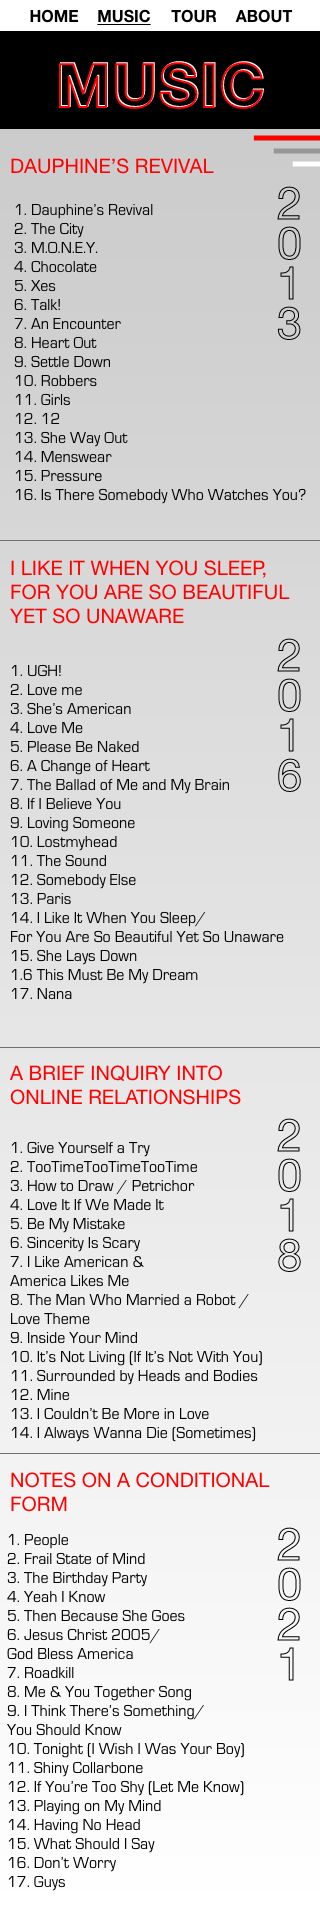 HOME MUSIC TOUR ABOUT
MUSIC
DAUPHINE'S REVIVAL
2013
1. Dauphine's Revival
2. The City
3. M.O.N.E.Y.
4. Chocolate
5. Xes
6. Talk!
7. An Encounter
8. Heart Out
9. Settle Down
10. Robbers
11. Girls
12. 12
13. She Way Out
14. Menswear
15. Pressure
16. Is There Somebody Who Watches You?
I LIKE IT WHEN YOU SLEEP,
FOR YOU ARE SO BEAUTIFUL
YET SO UNAWARE
2016
1. UGH!
2. Love me
3. She's American
4. Love Me
5. Please Be Naked
6. A Change of Heart
7. The Ballad of Me and My Brain
8. If I Believe You
9. Loving Someone
10. Lostmyhead
11. The Sound
12. Somebody Else
13. Paris
14. I Like It When You Sleep/
For You Are So Beautiful Yet So Unaware
15. She Lays Down
1.6 This Must Be My Dream
17. Nana
A BRIEF INQUIRY INTO
ONLINE RELATIONSHIPS
2018
1. Give Yourself a Try
2. TooTimeTooTimeTooTime
3. How to Draw / Petrichor
4. Love It If We Made It
5. Be My Mistake
6. Sincerity Is Scary
7. I Like American &
America Likes Me
8. The Man Who Married a Robot /
Love Theme
9. Inside Your Mind
10. It's Not Living (If It's Not With You)
11. Surrounded by Heads and Bodies
12. Mine
13. I Couldn't Be More in Love
14. I Always Wanna Die (Sometimes)
NOTES ON A CONDITIONAL
FORM
2021
1. People
2. Frail State of Mind
3. The Birthday Party
4. Yeah I Know
5. Then Because She Goes
6. Jesus Christ 2005/
God Bless America
7. Roadkill
8. Me & You Together Song
9. I Think There's Something/
You Should Know
10. Tonight (I Wish I Was Your Boy)
11. Shiny Collarbone
12. If You're Too Shy (Let Me Know)
13. Playing on My Mind
14. Having No Head
15. What Should I Say
16. Don't Worry
17. Guys